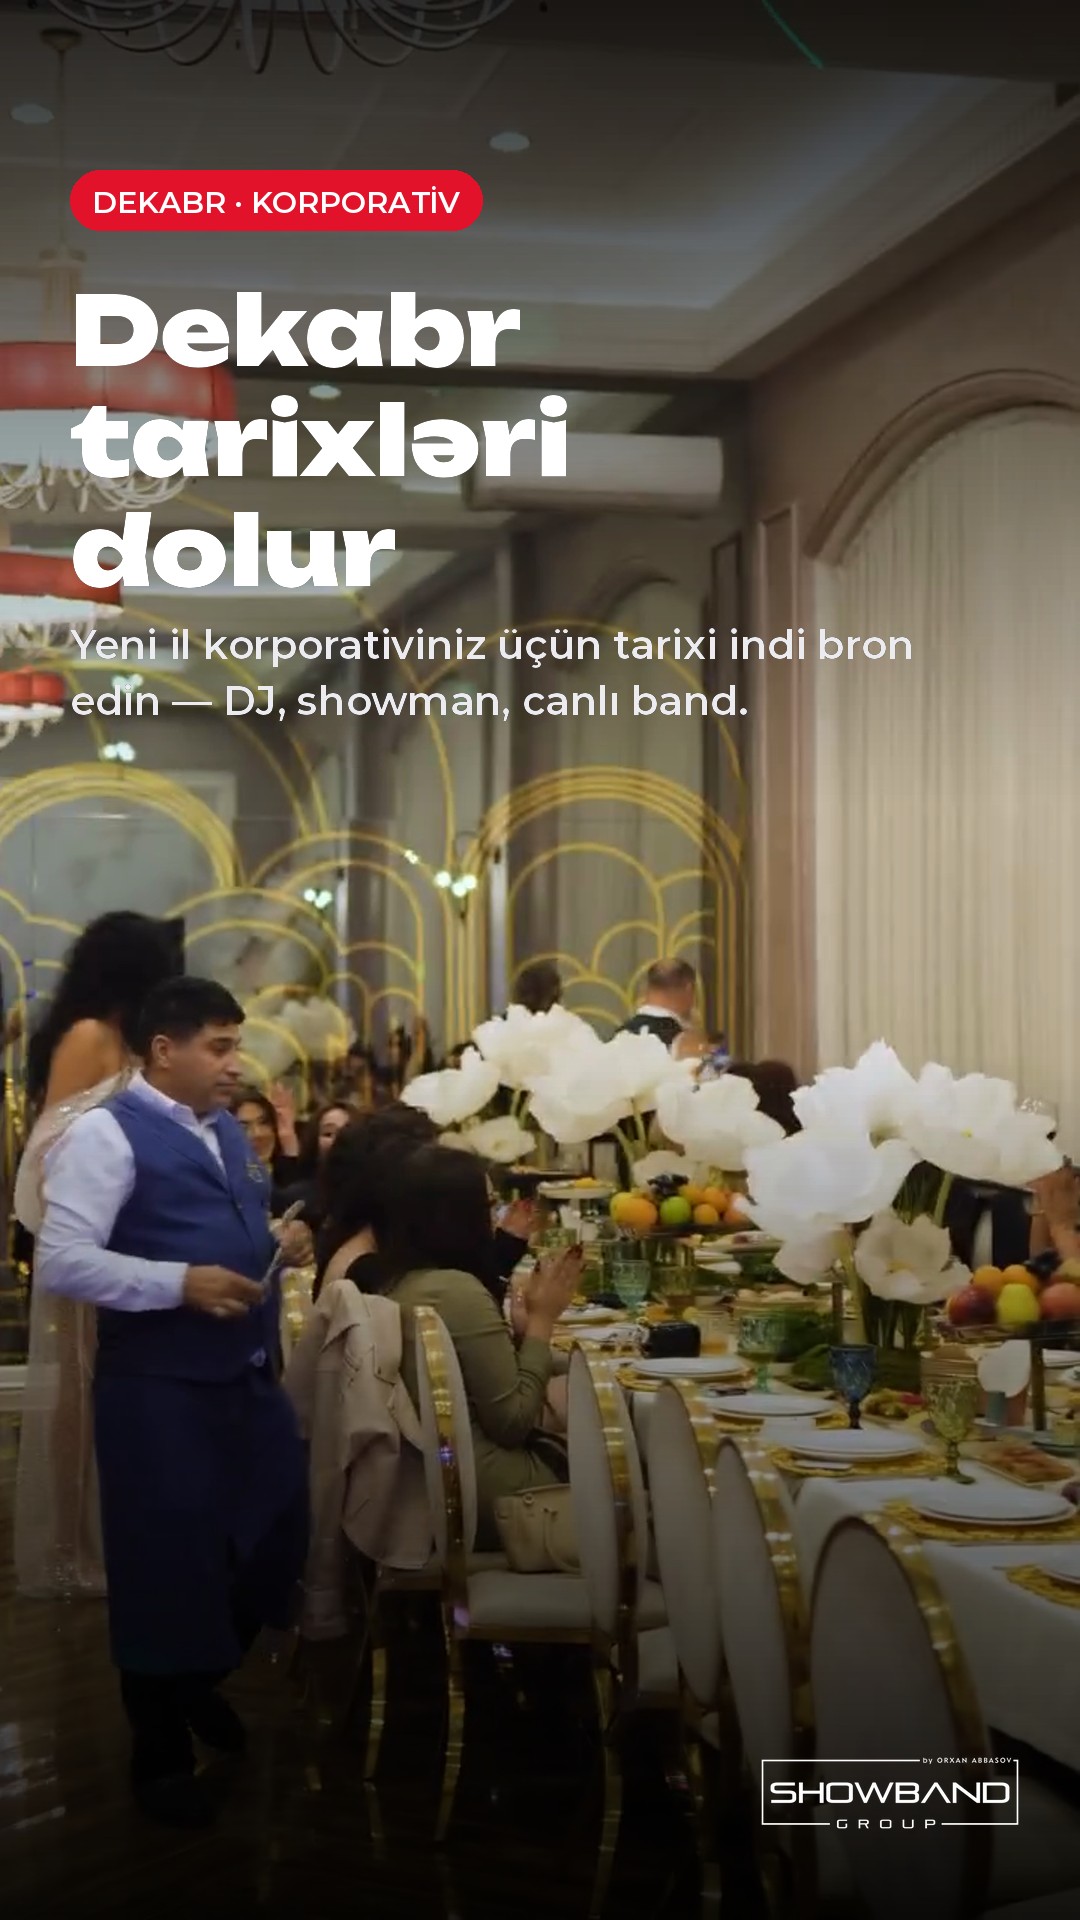 DEKABR · KORPORATİV
Dekabr
tarixləri
dolur
Yeni il korporativiniz üçün tarixi indi bron
edin — DJ, showman, canlı band.
by ORXAN ABBASOV
SHOWBAND
GROUP